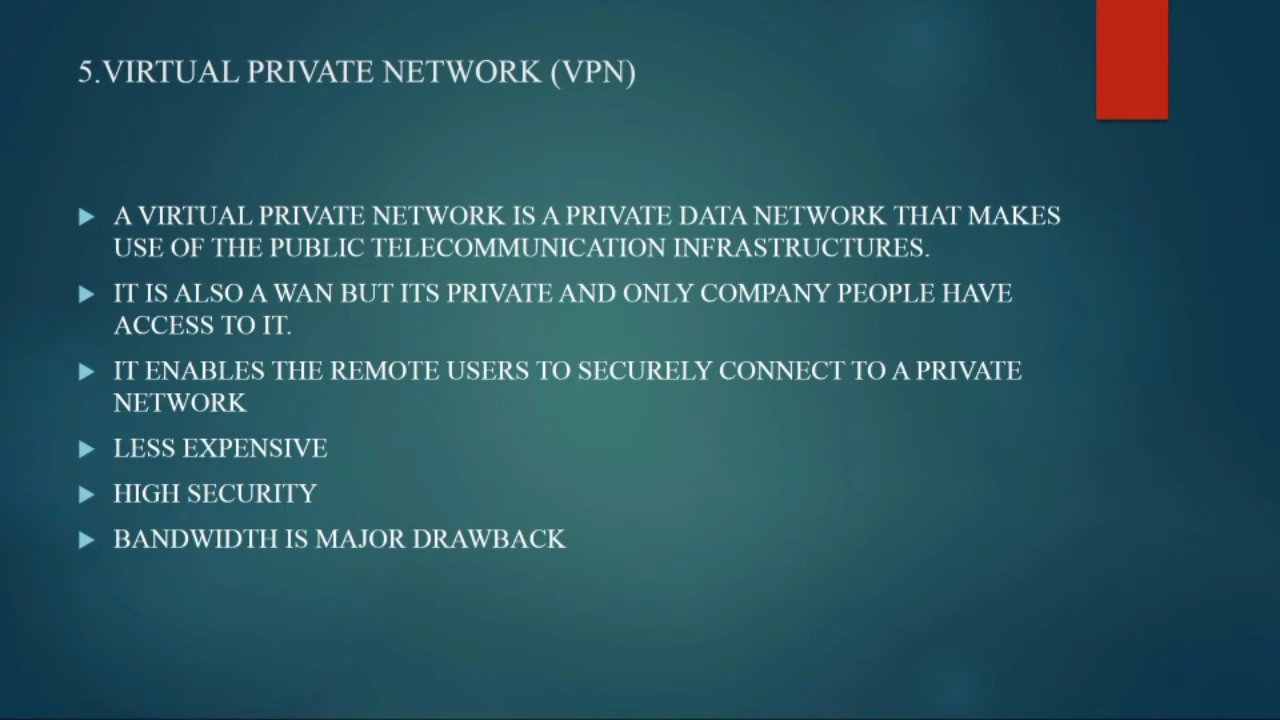 5.VIRTUAL PRIVATE NETWORK (VPN)
A VIRTUAL PRIVATE NETWORK IS A PRIVATE DATA NETWORK THAT MAKES
USE OF THE PUBLIC TELECOMMUNICATION INFRASTRUCTURES.
IT IS ALSO A WAN BUT ITS PRIVATE AND ONLY COMPANY PEOPLE HAVE
ACCESS TO IT.
IT ENABLES THE REMOTE USERS TO SECURELY CONNECT TO A PRIVATE
NETWORK
LESS EXPENSIVE
HIGH SECURITY
BANDWIDTH IS MAJOR DRAWBACK